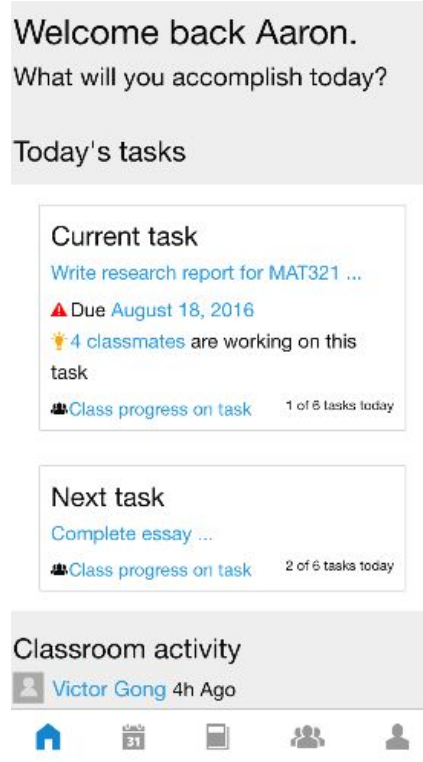 Welcome back Aaron.
What will you accomplish today?
Today's tasks
Current task
Write research report for MAT321 ...
Due August 18, 2016
4 classmates are working on this
task
Class progress on task 1 of 6 tasks today
Next task
Complete essay ...
Class progress on task 2 of 6 tasks today
Classroom activity
Victor Gong 4h Ago
31